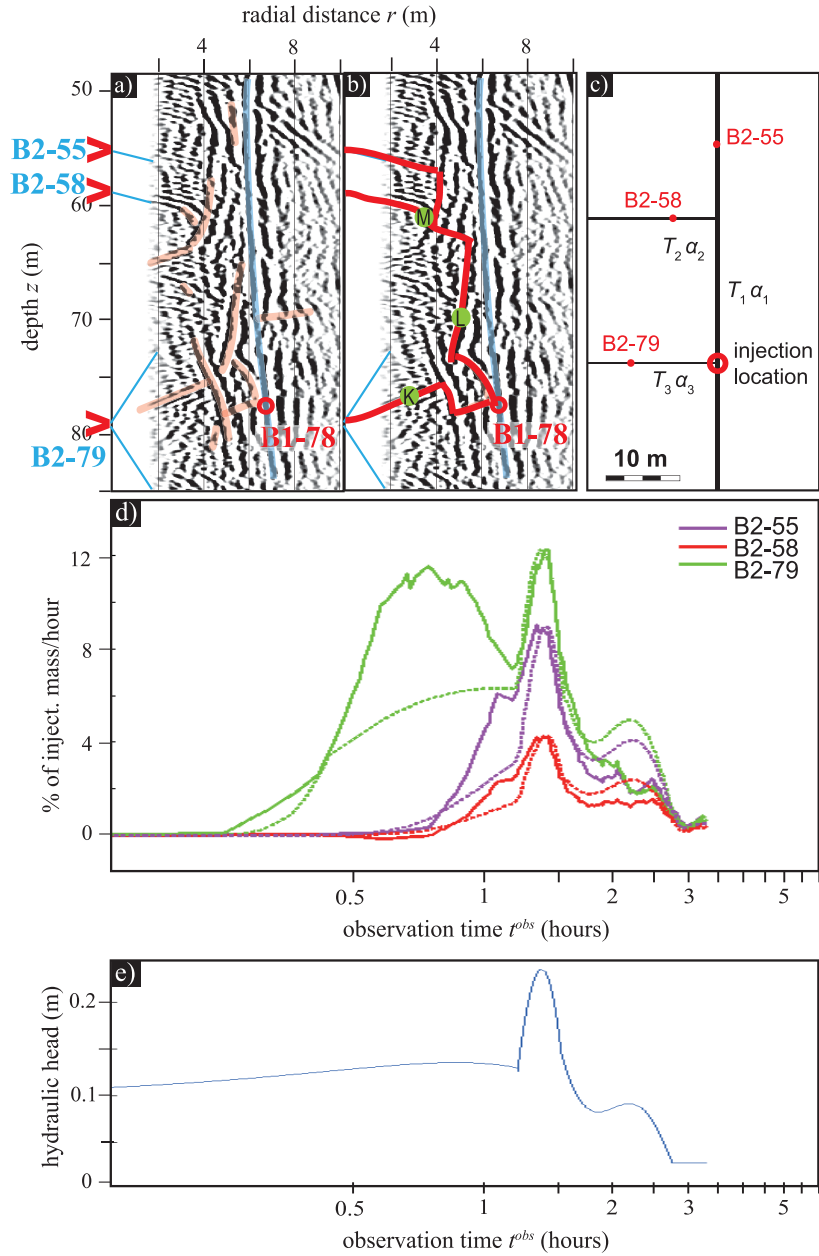 radial distance r (m)
4 8 4 8
a) b) c)
50
60
70
80
depth z (m)
B2-55
B2-58
B2-79
M
L
K
B1-78
B1-78
B2-55
B2-58
T2 α2
T1 α1
B2-79
T3 α3
injection
location
10 m
d)
B2-55
B2-58
B2-79
12
8
4
0
% of inject. mass/hour
0.5 1 2 3 5
observation time t^obs (hours)
e)
0.2
0.1
0
hydraulic head (m)
0.5 1 2 3 5
observation time t^obs (hours)